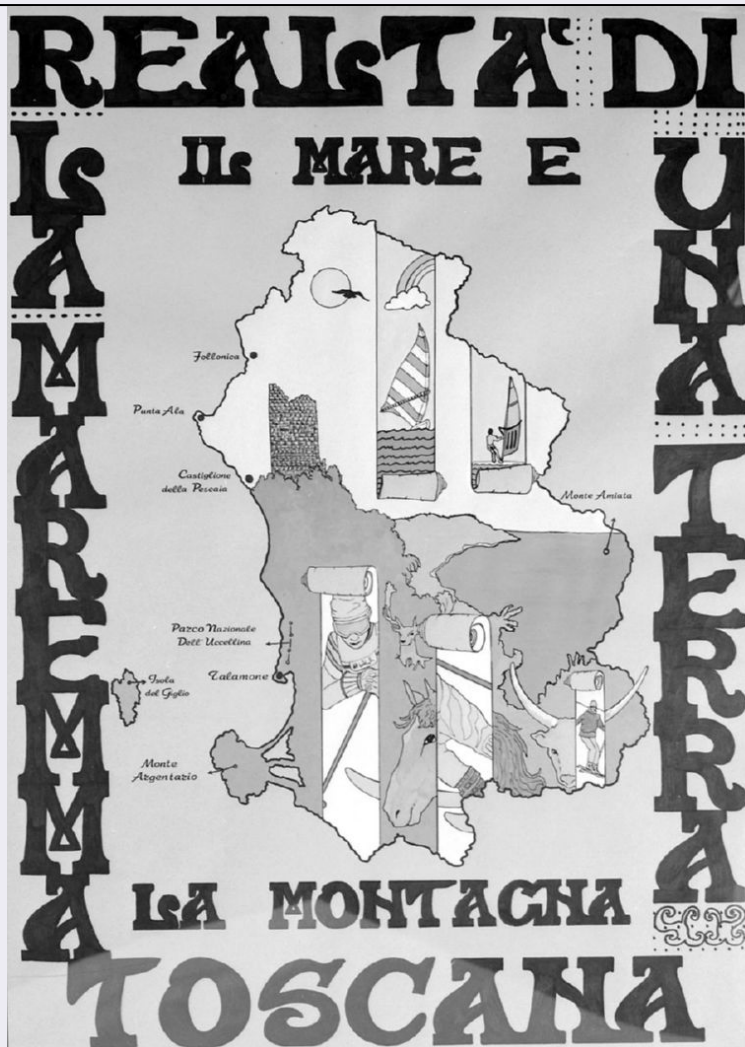 REALTA' DI
UNA
TERRA
LA
MAREMMA
TOSCANA
IL MARE E
LA MONTAGNA
Follonica
Punta Ala
Castiglione
della Pescaia
Monte Amiata
Parco Nazionale
Dell' Uccellina
Talamone
Isola
del Giglio
Monte
Argentario